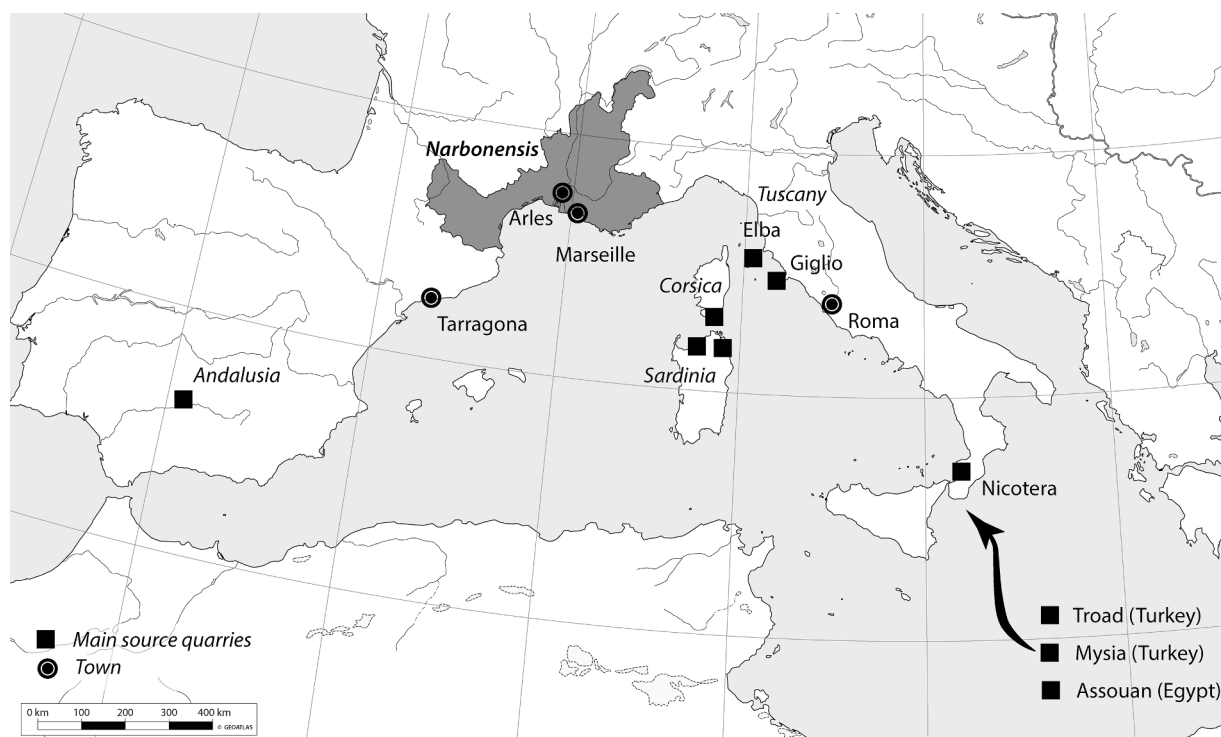 Narbonensis
Tuscany
Arles
Elba
Marseille
Giglio
Corsica
Tarragona
Roma
Andalusia
Sardinia
Nicotera
Troad (Turkey)
Main source quarries
Mysia (Turkey)
Town
Assouan (Egypt)
0 km 100 200 300 400 km
© GEOATLAS